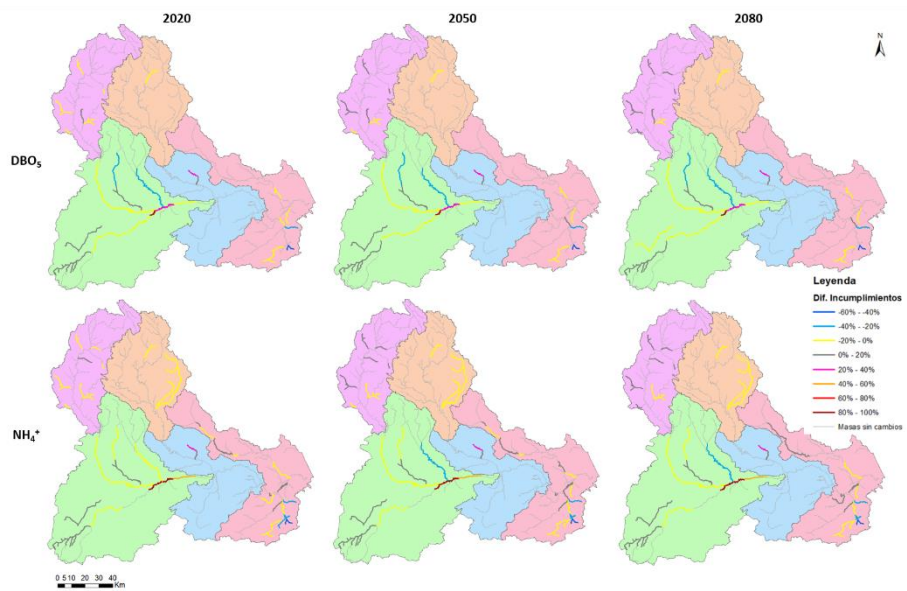 2020
2050
2080
N
DBO₅
Leyenda
Dif. Incumplimientos
-60% - -40%
-40% - -20%
-20% - 0%
0% - 20%
20% - 40%
40% - 60%
60% - 80%
80% - 100%
Masas sin cambios
NH₄⁺
0 5 10 20 30 40
Km